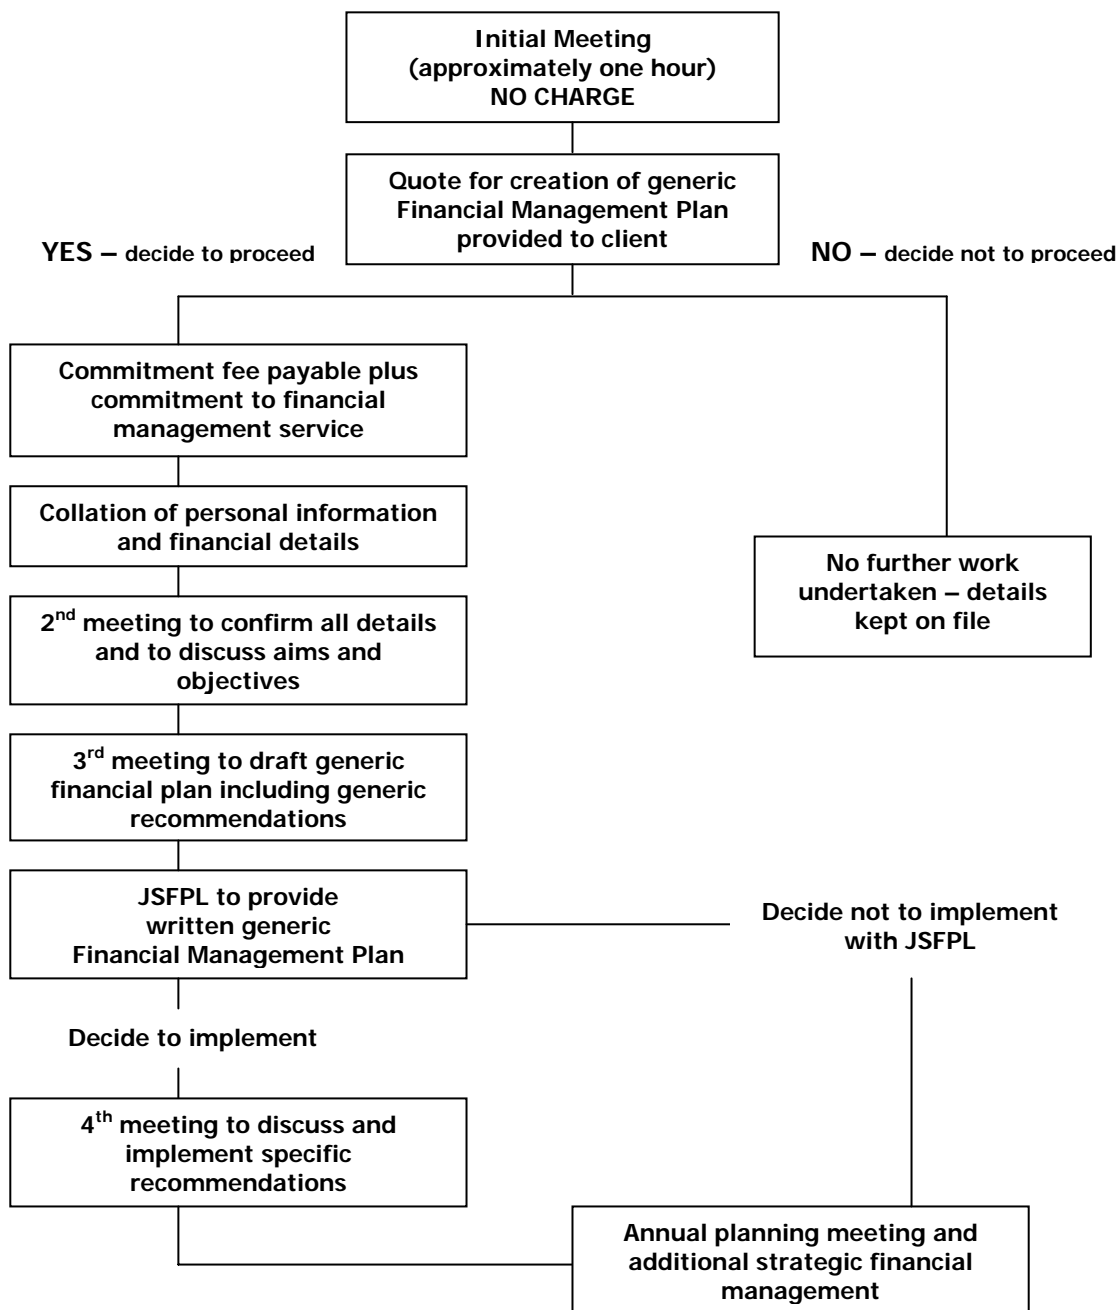 Initial Meeting
(approximately one hour)
NO CHARGE
Quote for creation of generic
Financial Management Plan
provided to client
YES – decide to proceed
NO – decide not to proceed
Commitment fee payable plus
commitment to financial
management service
Collation of personal information
and financial details
No further work
undertaken – details
kept on file
2nd meeting to confirm all details
and to discuss aims and
objectives
3rd meeting to draft generic
financial plan including generic
recommendations
JSFPL to provide
written generic
Financial Management Plan
Decide not to implement
with JSFPL
Decide to implement
4th meeting to discuss and
implement specific
recommendations
Annual planning meeting and
additional strategic financial
management